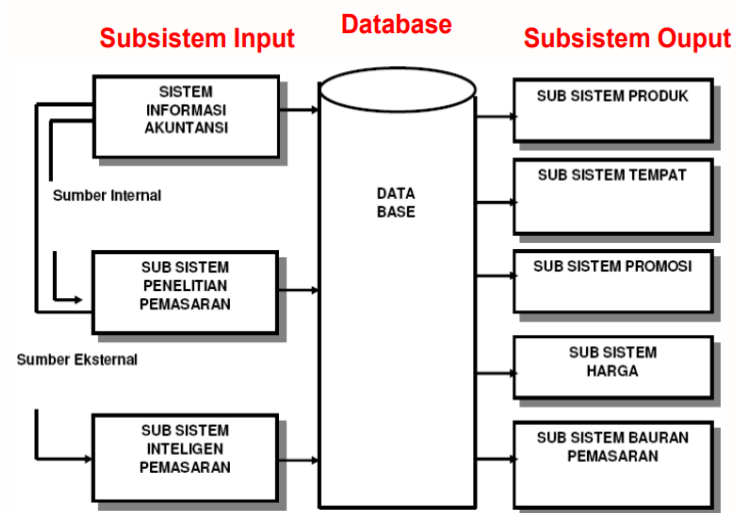 Subsistem Input
Database
Subsistem Ouput
SISTEM
INFORMASI
AKUNTANSI
Sumber Internal
SUB SISTEM
PENELITIAN
PEMASARAN
Sumber Eksternal
SUB SISTEM
INTELIGEN
PEMASARAN
DATA
BASE
SUB SISTEM PRODUK
SUB SISTEM TEMPAT
SUB SISTEM PROMOSI
SUB SISTEM
HARGA
SUB SISTEM BAURAN
PEMASARAN